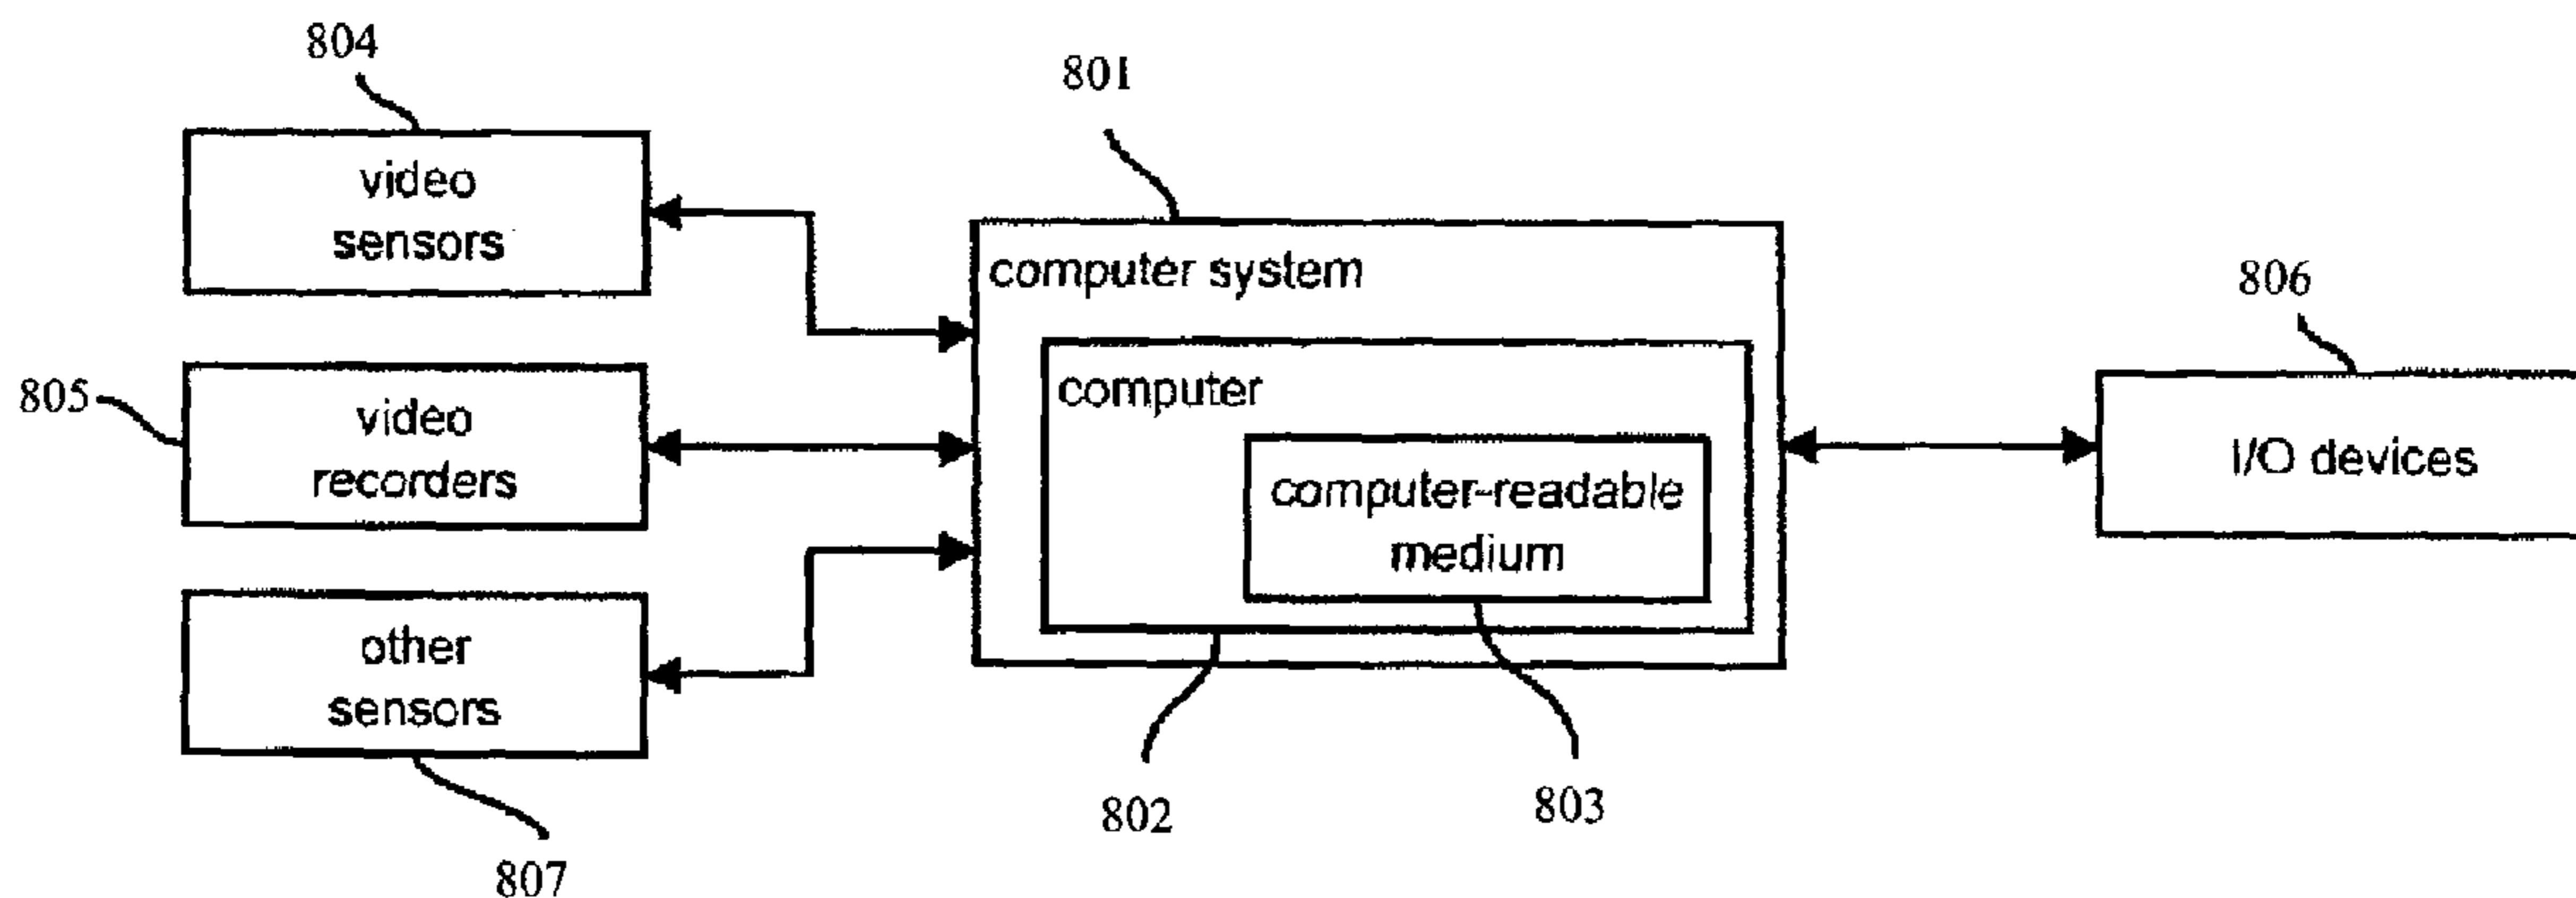 804
801
video
sensors
computer system
806
805
video
recorders
computer
I/O devices
computer-readable
medium
other
sensors
802
803
807